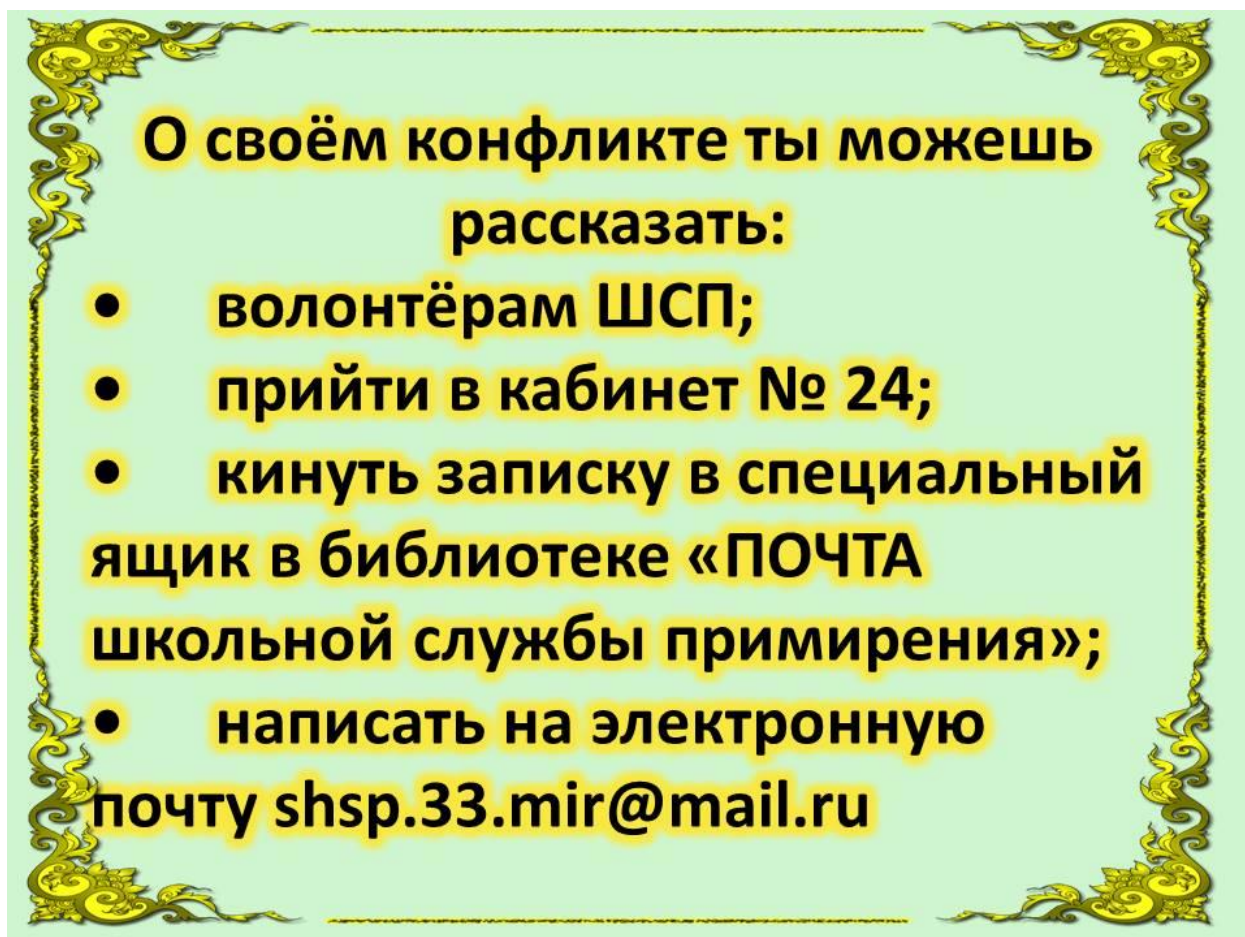 О своём конфликте ты можешь
рассказать:
• волонтёрам ШСП;
• прийти в кабинет № 24;
• кинуть записку в специальный
ящик в библиотеке «ПОЧТА
школьной службы примирения»;
• написать на электронную
почту shsp.33.mir@mail.ru